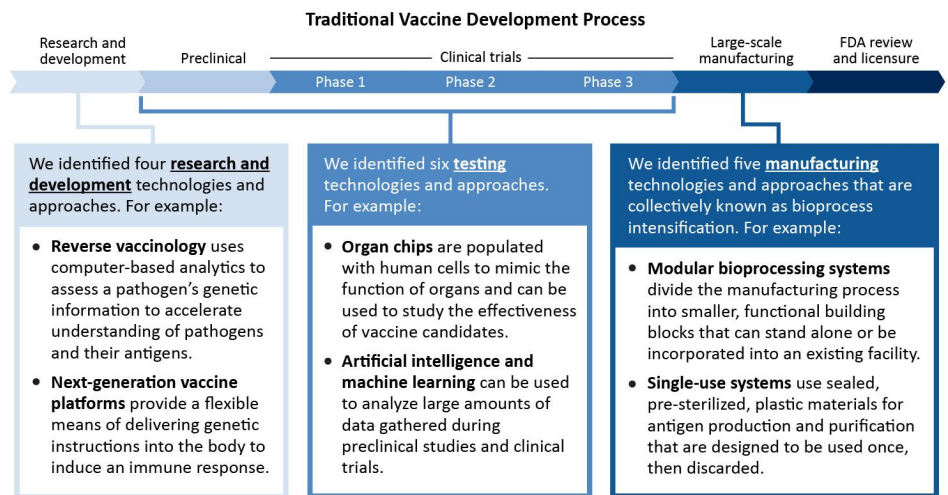 Traditional Vaccine Development Process
Research and
development
Preclinical
Clinical trials
Large-scale
manufacturing
FDA review
and licensure
Phase 1
Phase 2
Phase 3
We identified four research and
development technologies and
approaches. For example:
• Reverse vaccinology uses
computer-based analytics to
assess a pathogen's genetic
information to accelerate
understanding of pathogens
and their antigens.
• Next-generation vaccine
platforms provide a flexible
means of delivering genetic
instructions into the body to
induce an immune response.
We identified six testing
technologies and approaches.
For example:
• Organ chips are populated
with human cells to mimic the
function of organs and can be
used to study the effectiveness
of vaccine candidates.
• Artificial intelligence and
machine learning can be used
to analyze large amounts of
data gathered during
preclinical studies and clinical
trials.
We identified five manufacturing
technologies and approaches that are
collectively known as bioprocess
intensification. For example:
• Modular bioprocessing systems
divide the manufacturing process
into smaller, functional building
blocks that can stand alone or be
incorporated into an existing facility.
• Single-use systems use sealed,
pre-sterilized, plastic materials for
antigen production and purification
that are designed to be used once,
then discarded.